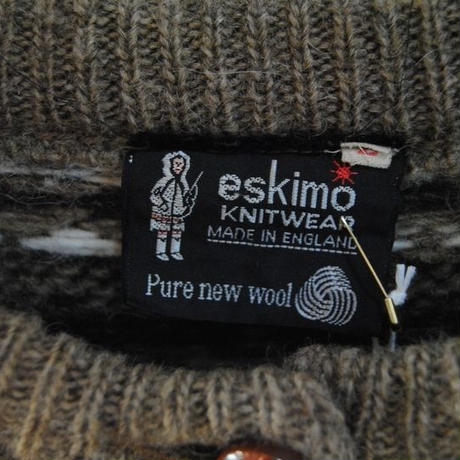 eskimo
KNITWEAR
MADE IN ENGLAND
Pure new wool